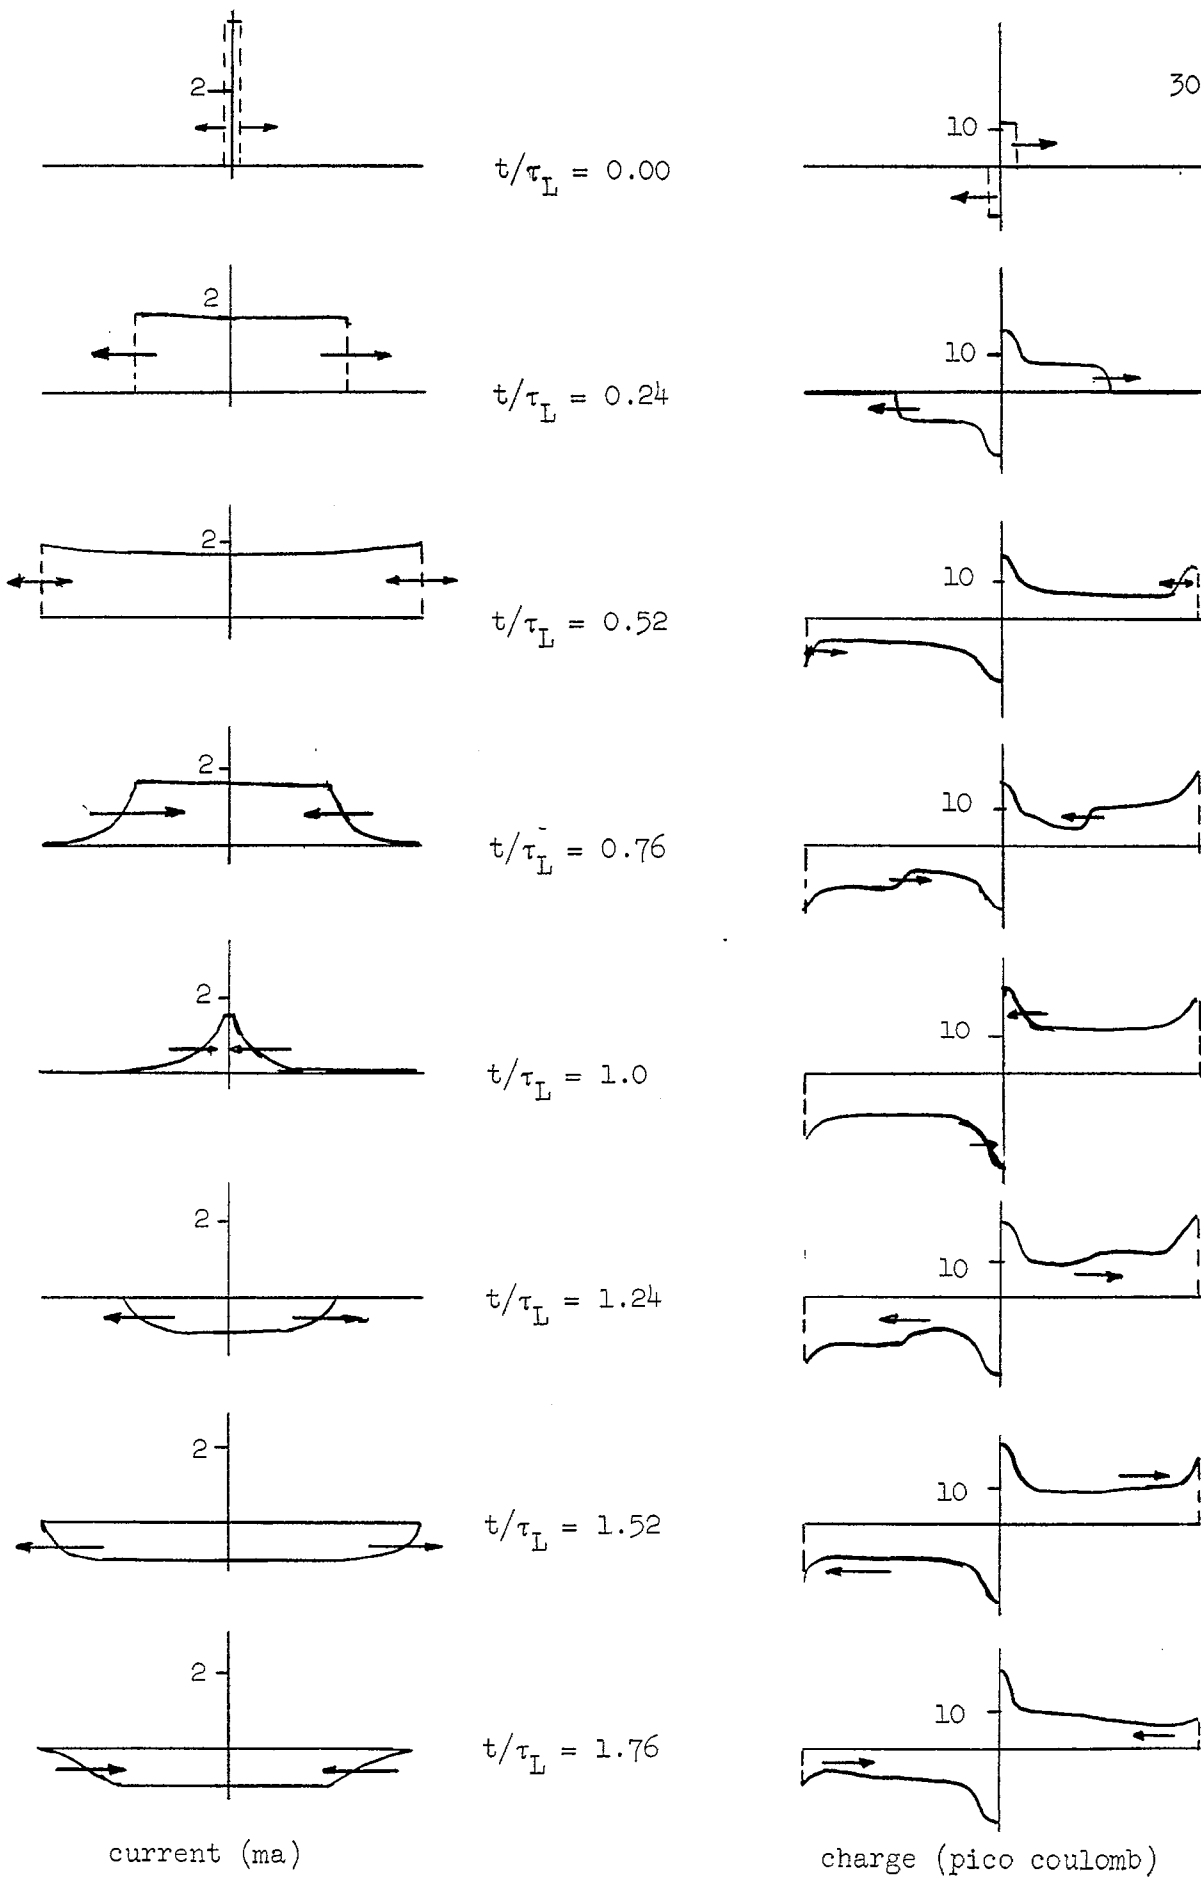 30
2
10
t/τL = 0.00
2
10
t/τL = 0.24
2
10
t/τL = 0.52
2
10
t/τL = 0.76
2
10
t/τL = 1.0
2
10
t/τL = 1.24
2
10
t/τL = 1.52
2
10
t/τL = 1.76
current (ma)
charge (pico coulomb)